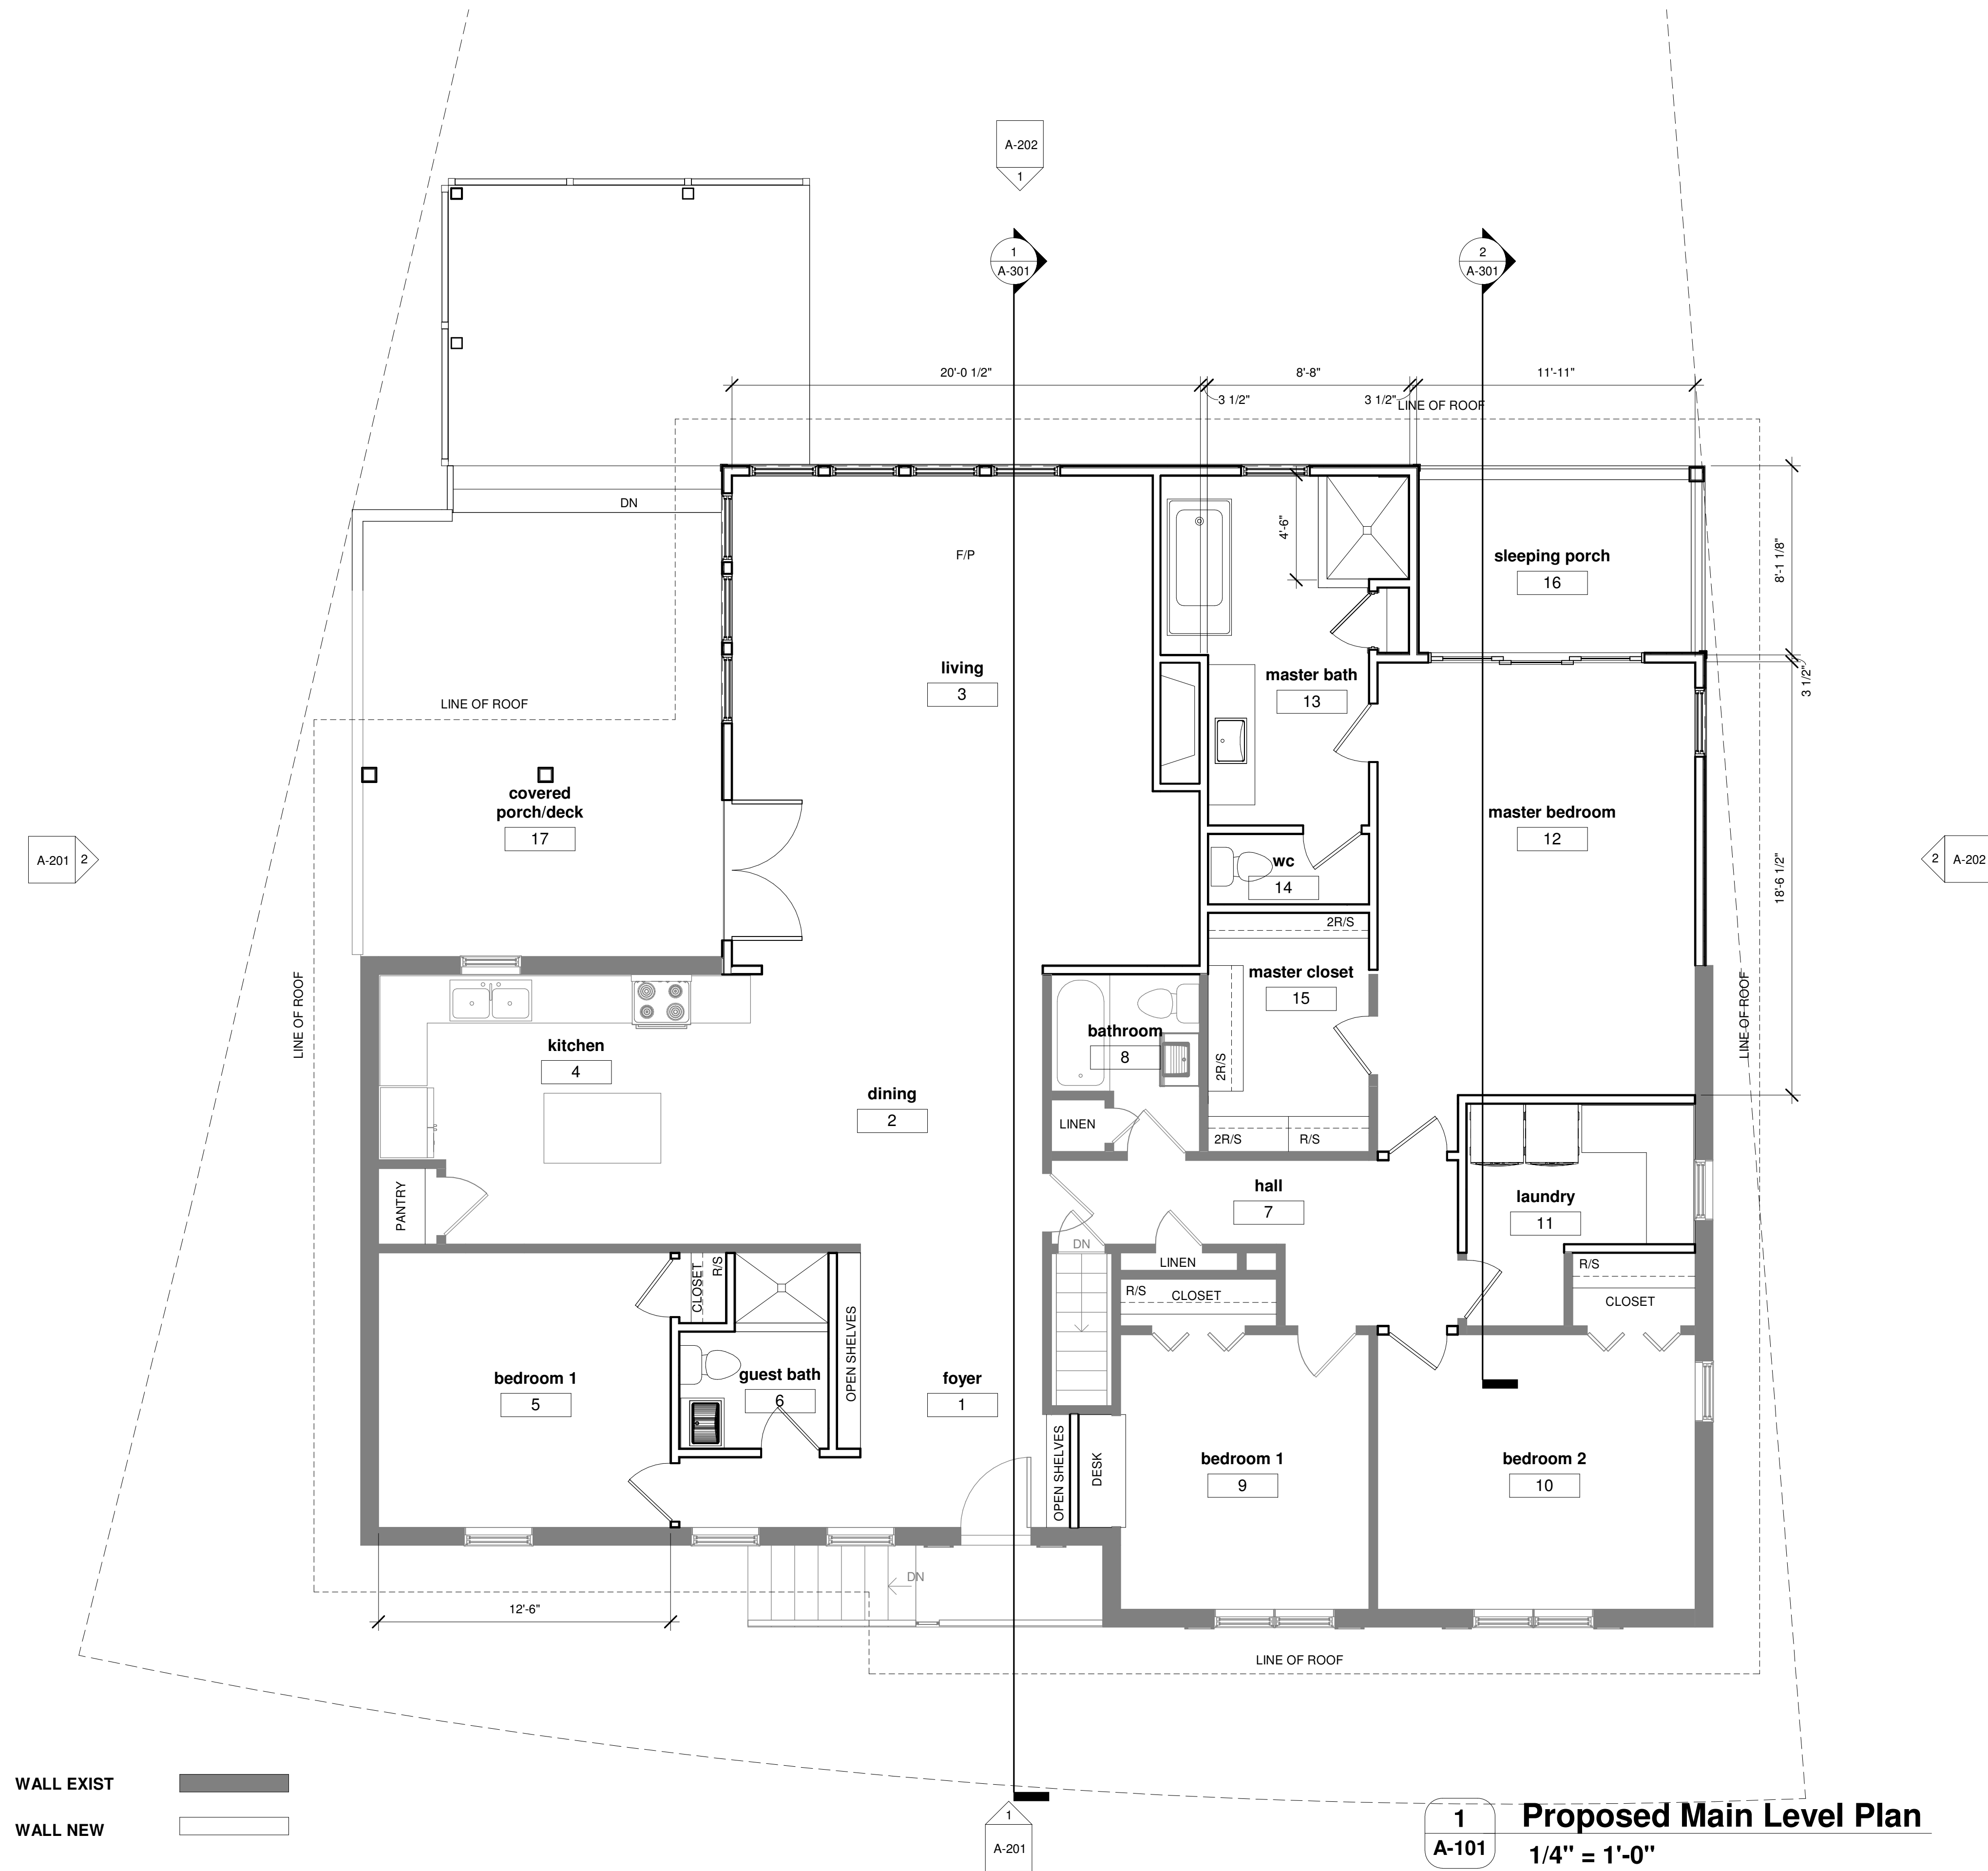 A-202
1
1
A-301
2
A-301
20'-0 1/2"
8'-8"
11'-11"
3 1/2"
3 1/2"
LINE OF ROOF
DN
4'-6"
F/P
sleeping porch
16
8'-1 1/8"
3 1/2"
living
3
master bath
13
LINE OF ROOF
covered
porch/deck
17
master bedroom
12
A-201
2
2
A-202
wc
14
18'-6 1/2"
2R/S
master closet
15
LINE OF ROOF
LINE OF ROOF
bathroom
8
kitchen
4
2R/S
dining
2
LINEN
2R/S
R/S
PANTRY
hall
7
laundry
11
DN
LINEN
R/S
CLOSET
R/S
R/S
CLOSET
CLOSET
OPEN SHELVES
bedroom 1
5
guest bath
6
foyer
1
OPEN SHELVES
DESK
bedroom 1
9
bedroom 2
10
DN
12'-6"
LINE OF ROOF
WALL EXIST
WALL NEW
1
A-201
1
A-101
Proposed Main Level Plan
1/4" = 1'-0"